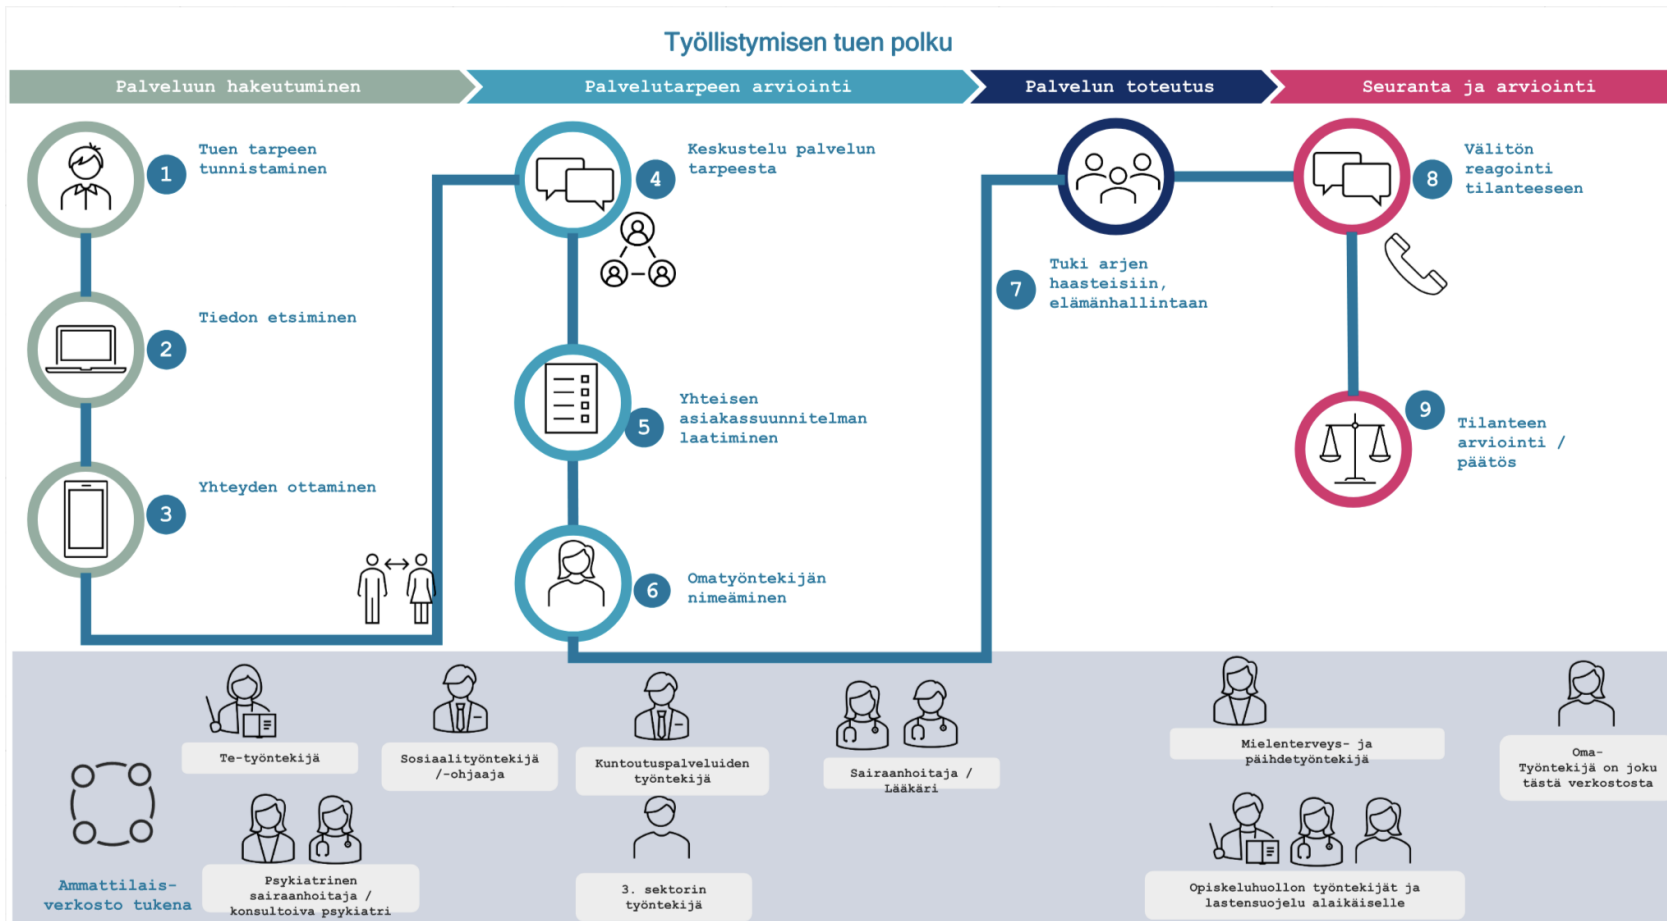 Työllistymisen tuen polku
Palveluun hakeutuminen
Palvelutarpeen arviointi
Palvelun toteutus
Seuranta ja arviointi
1
Tuen tarpeen
tunnistaminen
2
Tiedon etsiminen
3
Yhteyden ottaminen
4
Keskustelu palvelun
tarpeesta
5
Yhteisen
asiakassuunnitelman
laatiminen
6
Omatyöntekijän
nimeäminen
7
Tuki arjen
haasteisiin,
elämänhallintaan
8
Välitön
reagointi
tilanteeseen
9
Tilanteen
arviointi /
päätös
Ammattilais-
verkosto tukena
Te-työntekijä
Sosiaalityöntekijä
/-ohjaaja
Kuntoutuspalveluiden
työntekijä
Sairaanhoitaja /
Lääkäri
Mielenterveys- ja
päihdetyöntekijä
Oma-
Työntekijä on joku
tästä verkostosta
Psykiatrinen
sairaanhoitaja /
konsultoiva psykiatri
3. sektorin
työntekijä
Opiskeluhuollon työntekijät ja
lastensuojelu alaikäiselle